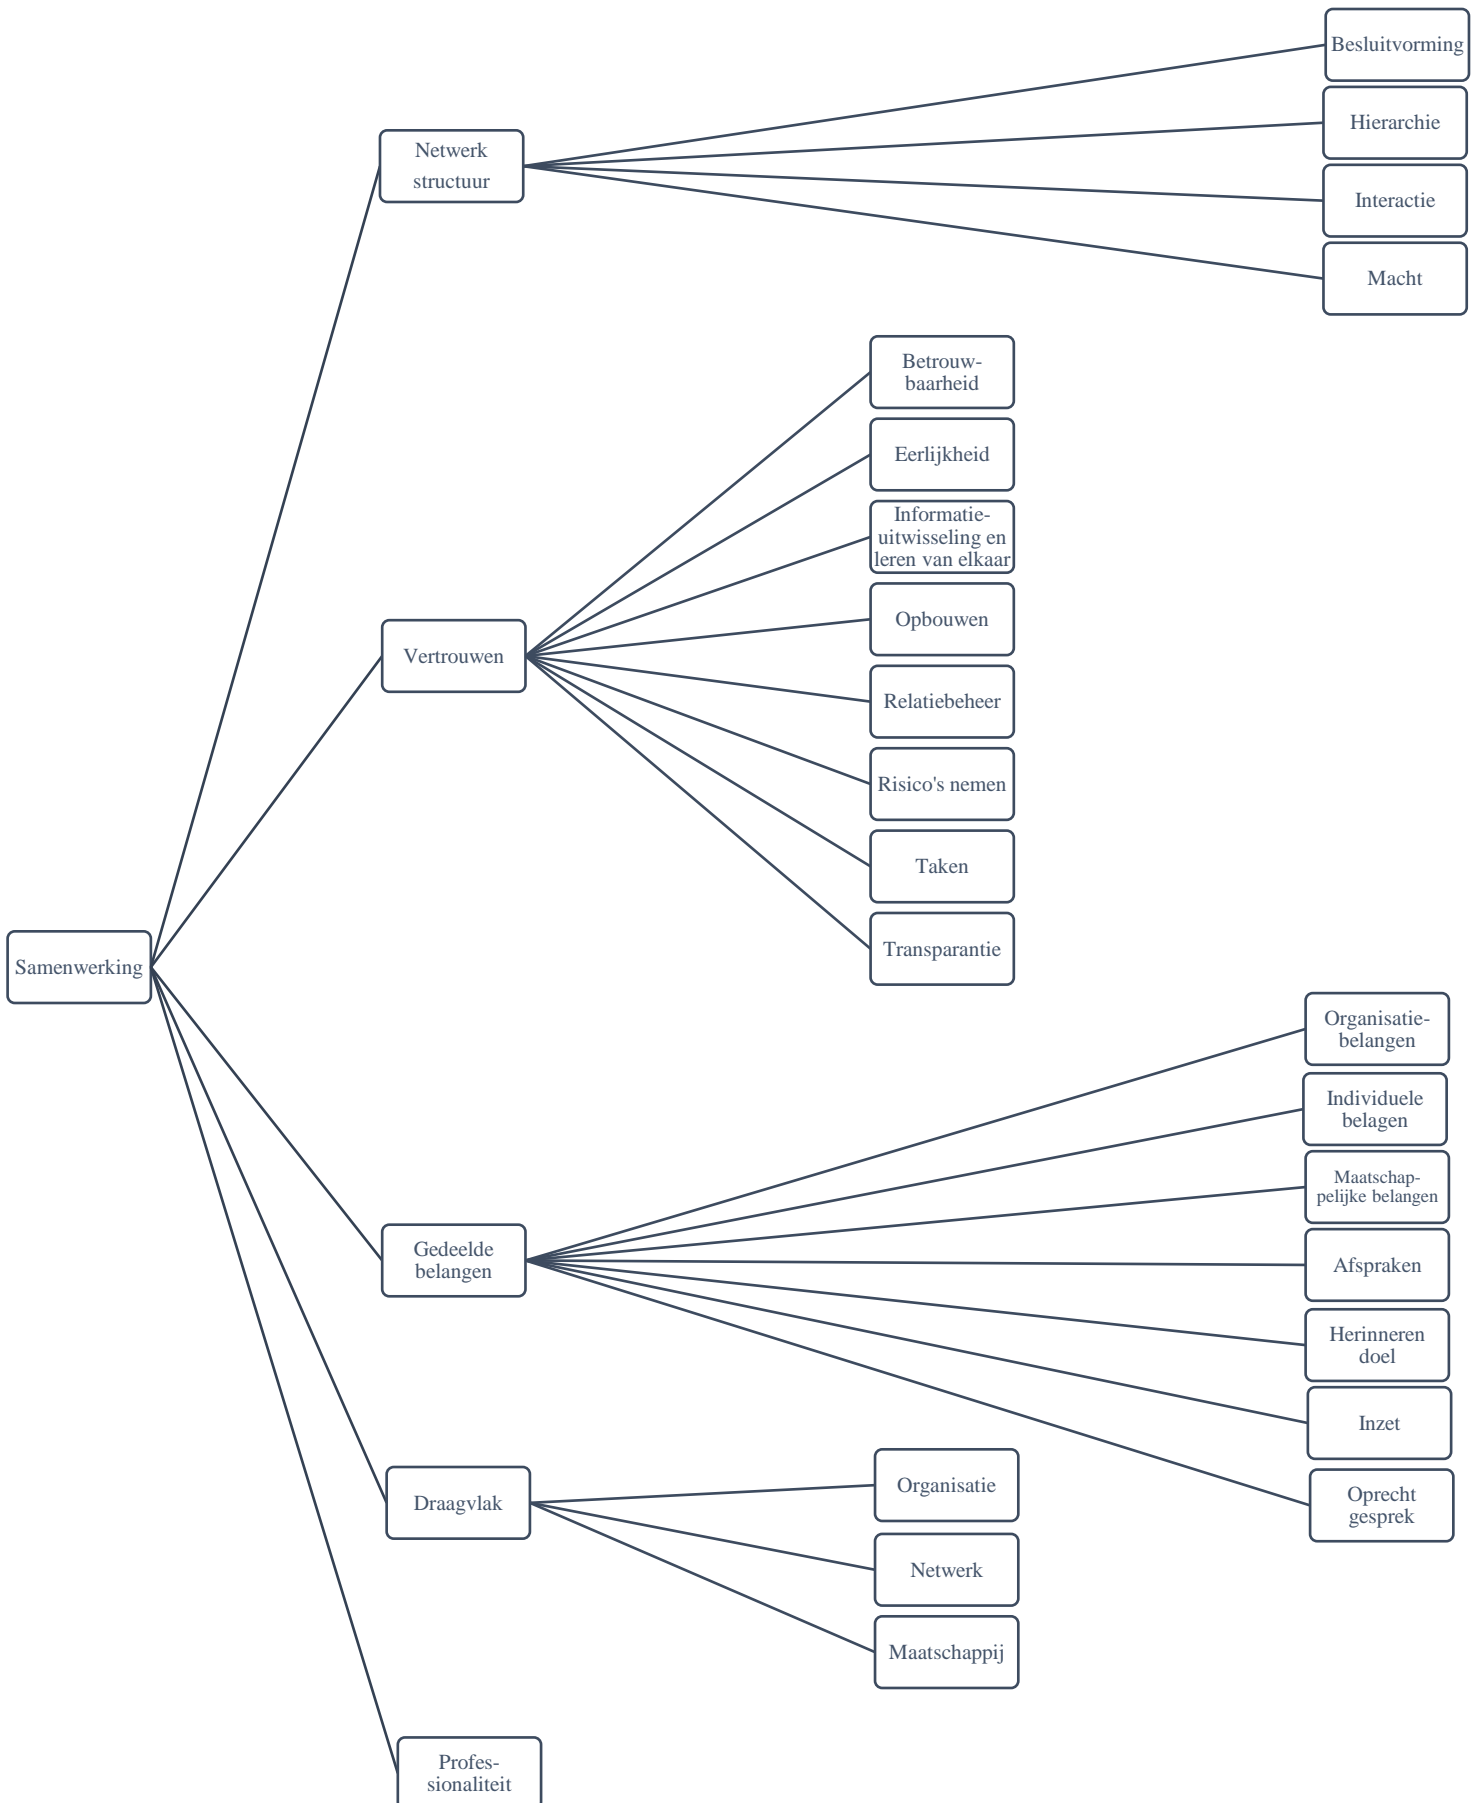 Besluitvorming
Hierarchie
Netwerk
structuur
Interactie
Macht
Betrouw-
baarheid
Eerlijkheid
Informatie-
uitwisseling en
leren van elkaar
Opbouwen
Vertrouwen
Relatiebeheer
Risico's nemen
Taken
Transparantie
Samenwerking
Organisatie-
belangen
Individuele
belagen
Maatschap-
pelijke belangen
Gedeelde
belangen
Afspraken
Herinneren
doel
Inzet
Oprecht
gesprek
Draagvlak
Organisatie
Netwerk
Maatschappij
Profes-
sionaliteit